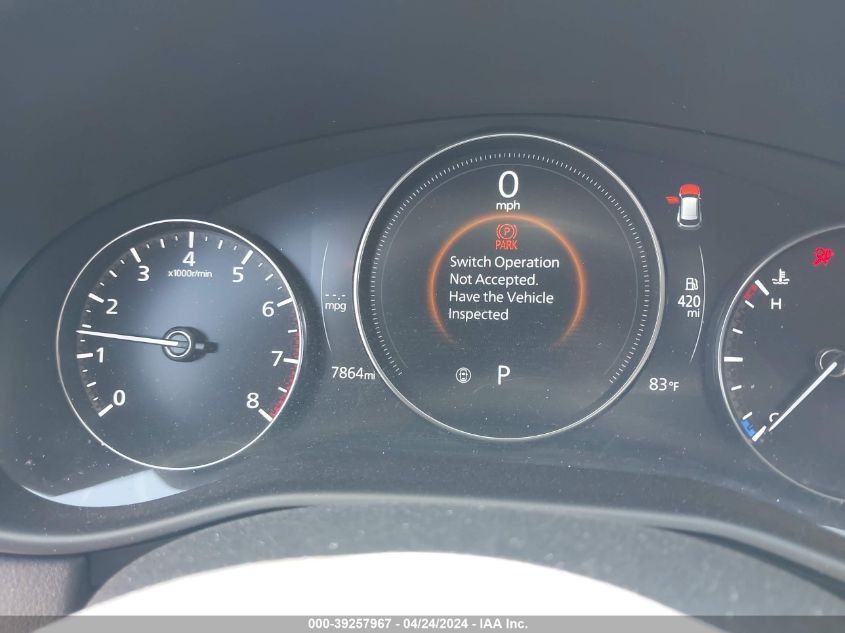 0
mph
PARK
Switch Operation
Not Accepted.
Have the Vehicle
Inspected
P
0
1
2
3
4
5
6
7
8
x1000r/min
-.-
mpg
7864mi
420
mi
83°F
H
C
000-39257967 - 04/24/2024 - IAA Inc.